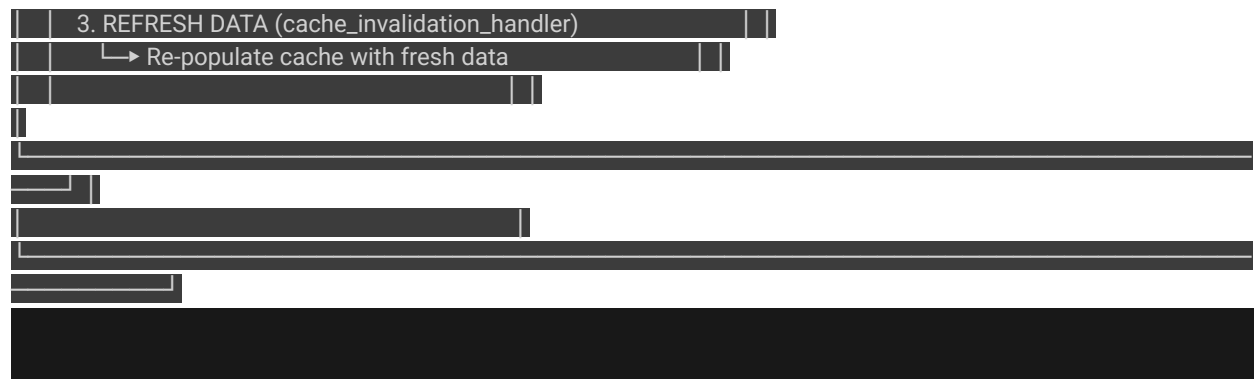 │ │ 3. REFRESH DATA (cache_invalidation_handler) │ │
│ │ └─▶ Re-populate cache with fresh data │ │
│ │ │ │
│
└──────────────────────────────────────────────────────────────────────
───┘ │
│ │
└──────────────────────────────────────────────────────────────────────
─────────┘